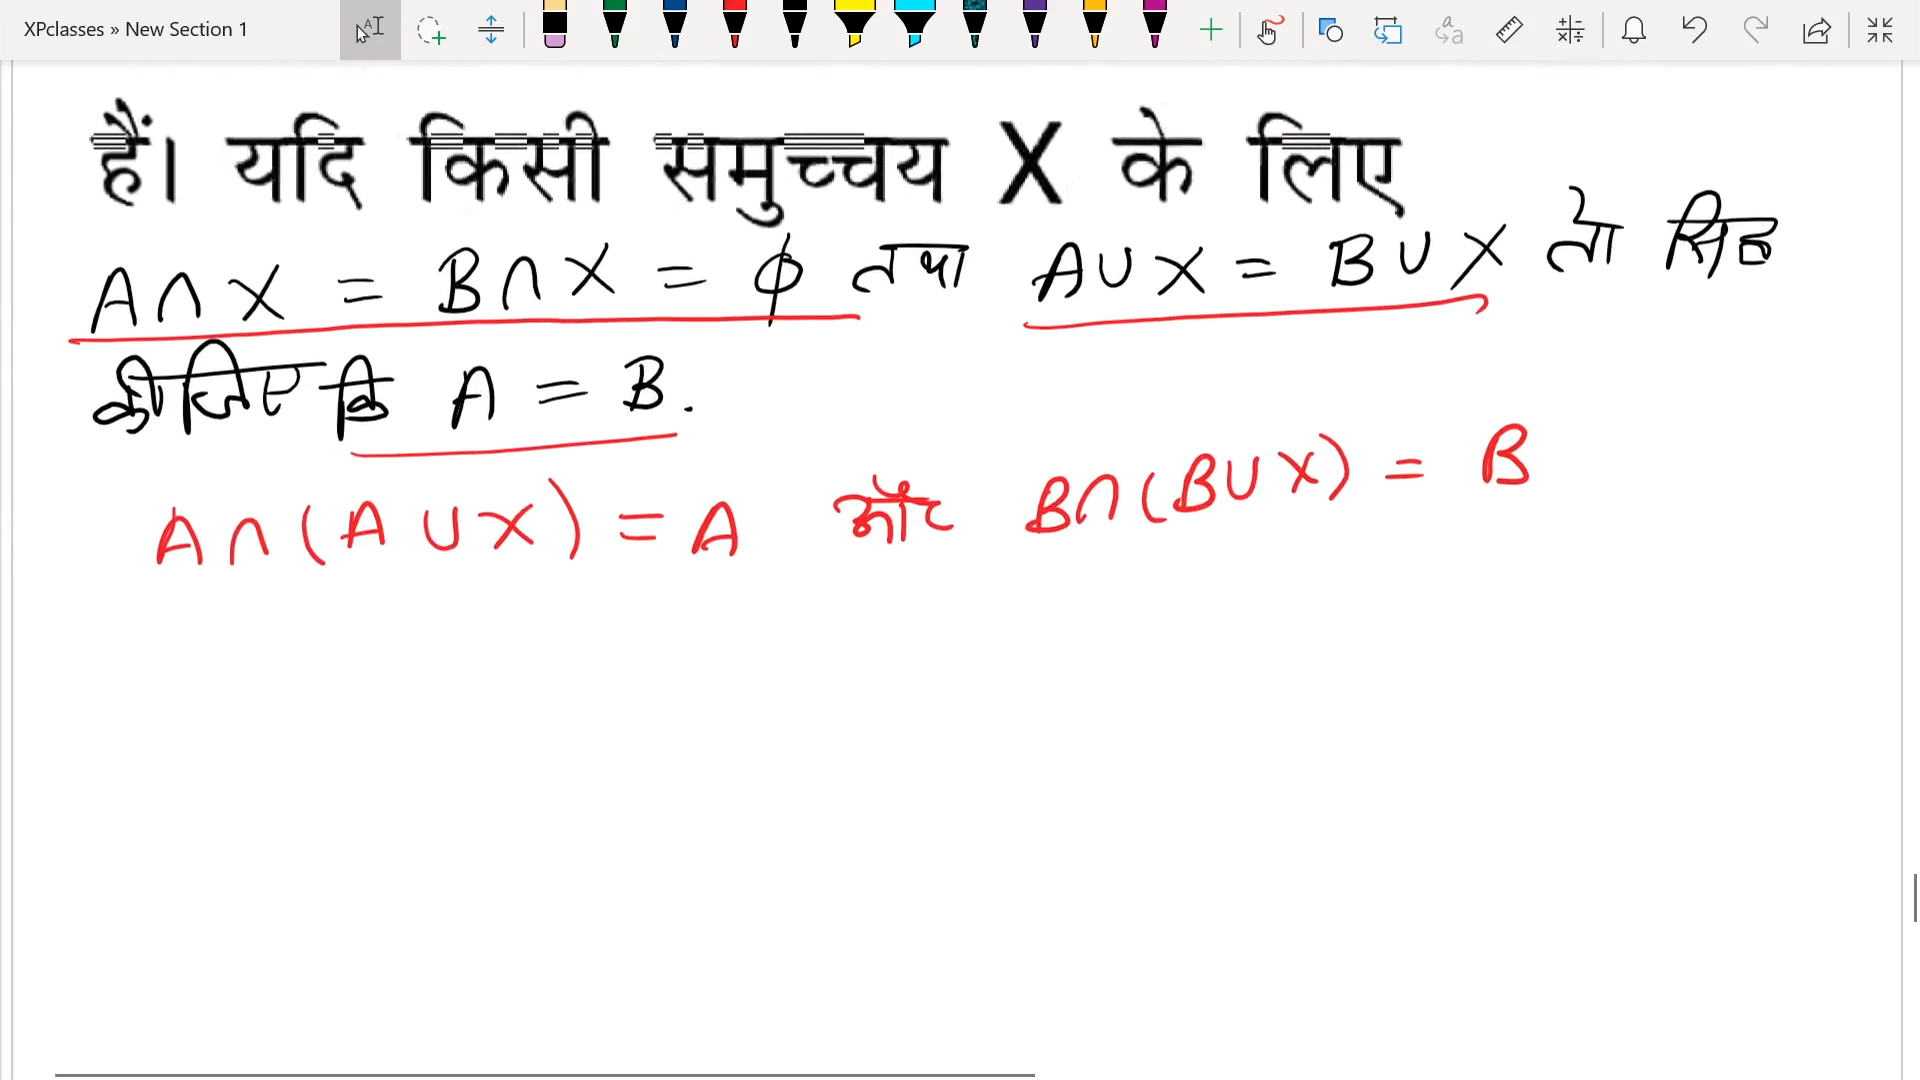 XPclasses » New Section 1
हैं। यदि किसी समुच्चय X के लिए
A∩X = B∩X = ϕ तथा A∪X = B∪X तो सिद्ध
कीजिए कि A = B.
A∩(A∪X) = A और B∩(B∪X) = B